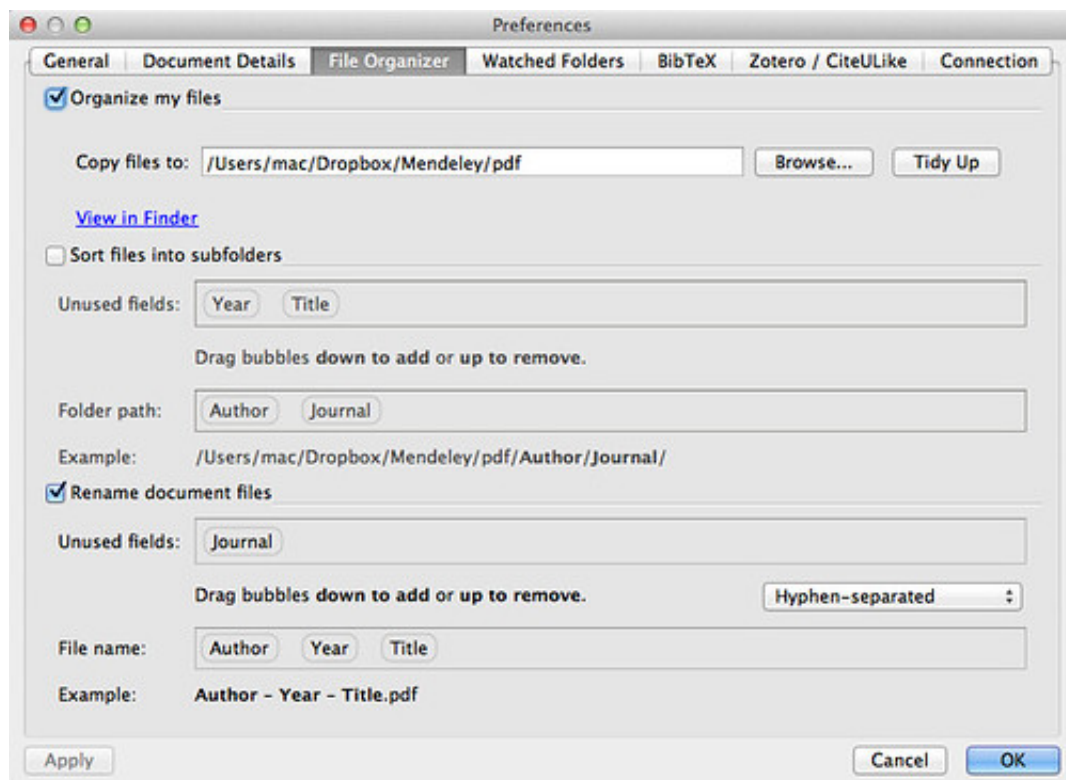 Preferences
General Document Details File Organizer Watched Folders BibTeX Zotero / CiteULike Connection
Organize my files
Copy files to: /Users/mac/Dropbox/Mendeley/pdf Browse... Tidy Up
View in Finder
Sort files into subfolders
Unused fields: Year Title
Drag bubbles down to add or up to remove.
Folder path: Author Journal
Example: /Users/mac/Dropbox/Mendeley/pdf/Author/Journal/
Rename document files
Unused fields: Journal
Drag bubbles down to add or up to remove. Hyphen-separated
File name: Author Year Title
Example: Author - Year - Title.pdf
Apply Cancel OK